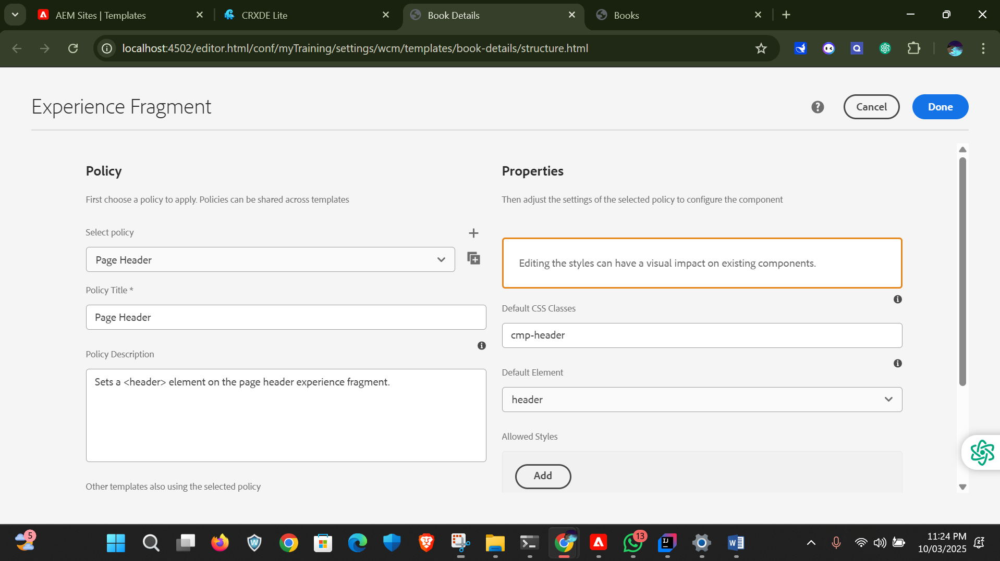 AEM Sites | Templates
CRXDE Lite
Book Details
Books
localhost:4502/editor.html/conf/myTraining/settings/wcm/templates/book-details/structure.html
Experience Fragment
Cancel
Done
Policy
First choose a policy to apply. Policies can be shared across templates
Select policy
Page Header
Policy Title *
Page Header
Policy Description
Sets a <header> element on the page header experience fragment.
Other templates also using the selected policy
Properties
Then adjust the settings of the selected policy to configure the component
Editing the styles can have a visual impact on existing components.
Default CSS Classes
cmp-header
Default Element
header
Allowed Styles
Add
5
13
11:24 PM
10/03/2025